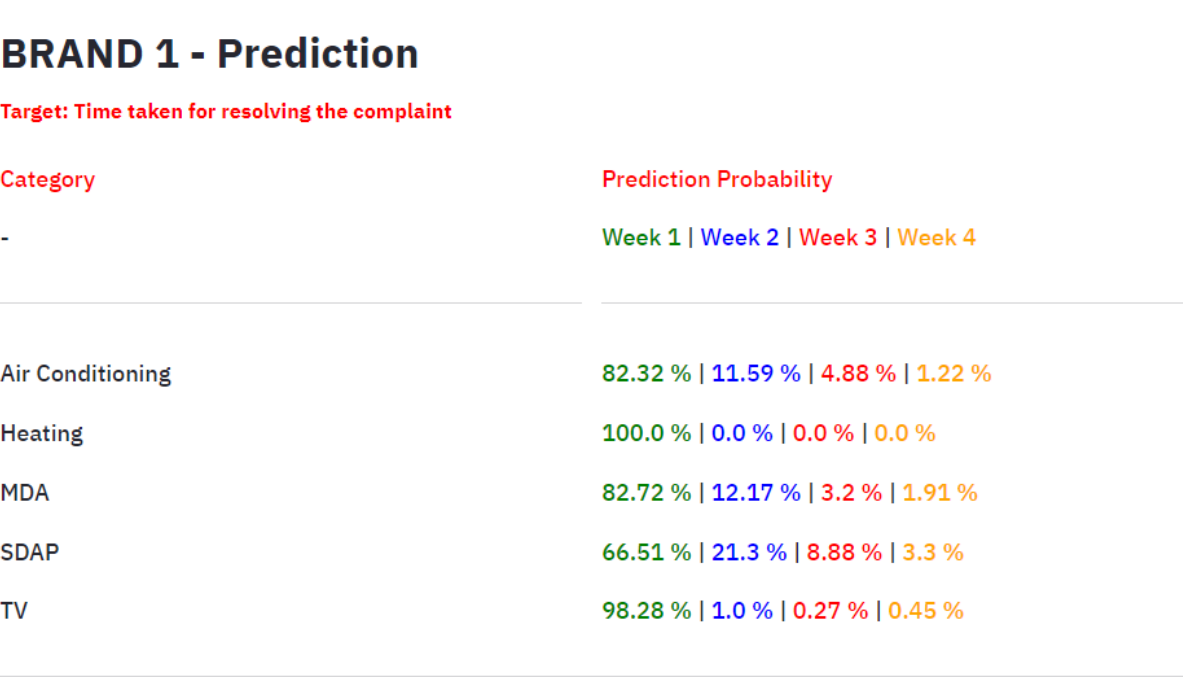 BRAND 1 - Prediction
Target: Time taken for resolving the complaint
Category Prediction Probability
- Week 1 | Week 2 | Week 3 | Week 4
Air Conditioning 82.32 % | 11.59 % | 4.88 % | 1.22 %
Heating 100.0 % | 0.0 % | 0.0 % | 0.0 %
MDA 82.72 % | 12.17 % | 3.2 % | 1.91 %
SDAP 66.51 % | 21.3 % | 8.88 % | 3.3 %
TV 98.28 % | 1.0 % | 0.27 % | 0.45 %